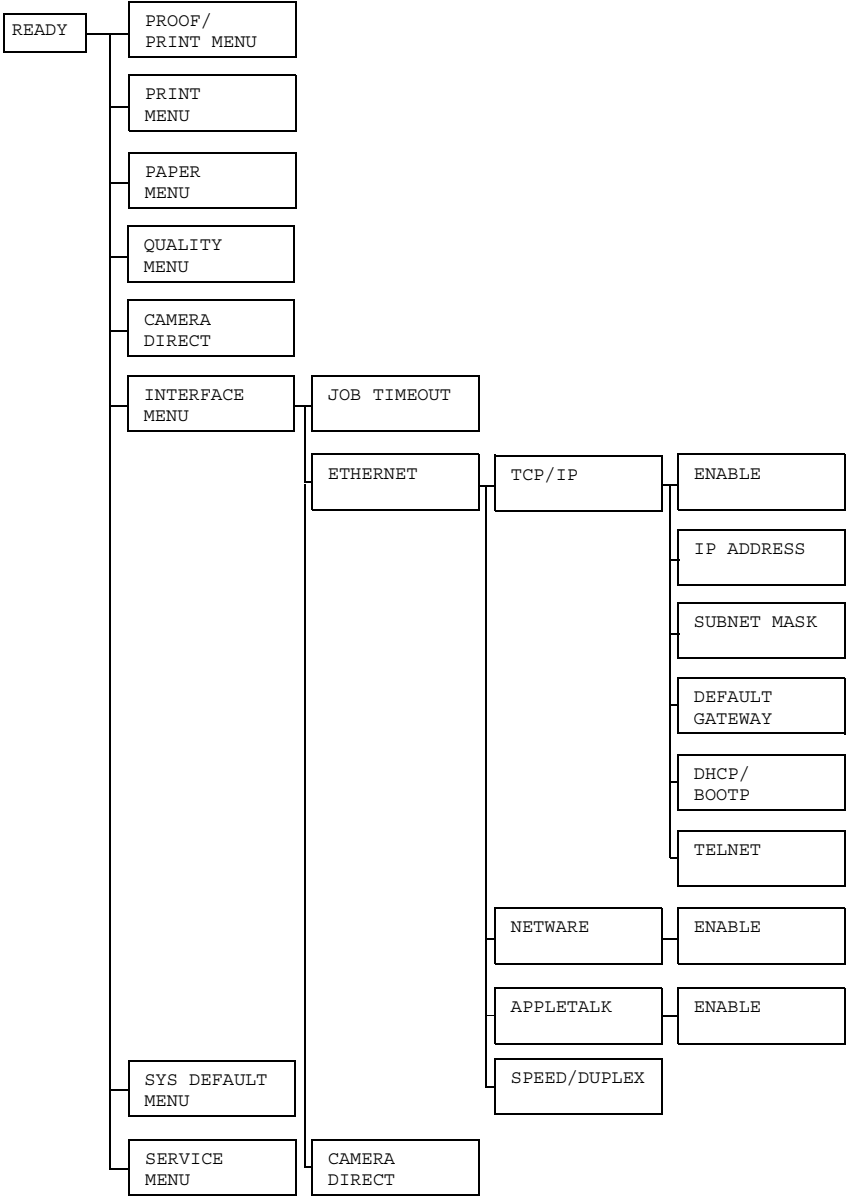 READY
PROOF/
PRINT MENU
PRINT
MENU
PAPER
MENU
QUALITY
MENU
CAMERA
DIRECT
INTERFACE
MENU
JOB TIMEOUT
ETHERNET
TCP/IP
ENABLE
IP ADDRESS
SUBNET MASK
DEFAULT
GATEWAY
DHCP/
BOOTP
TELNET
NETWARE
ENABLE
APPLETALK
ENABLE
SPEED/DUPLEX
SYS DEFAULT
MENU
SERVICE
MENU
CAMERA
DIRECT